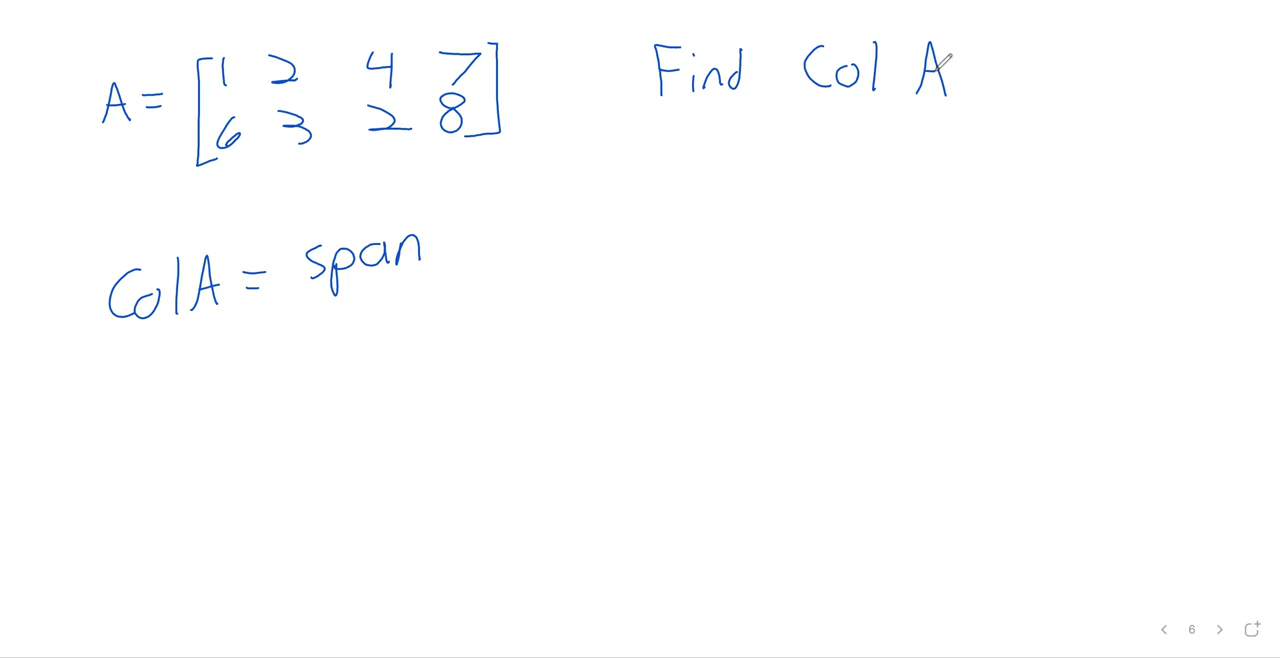 A = [1 2 4 7
6 3 2 8]
Find Col A
Col A = span
6